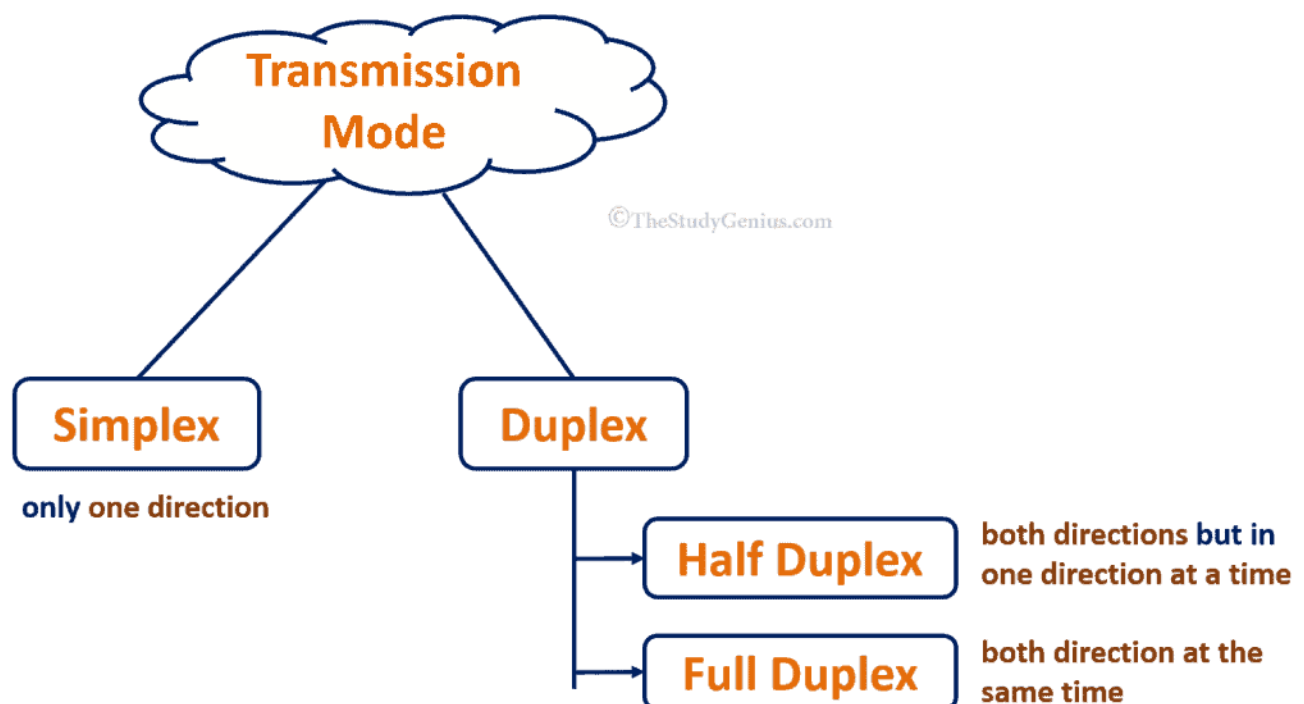 Transmission
Mode
©TheStudyGenius.com
Simplex
Duplex
only one direction
Half Duplex
both directions but in
one direction at a time
Full Duplex
both direction at the
same time